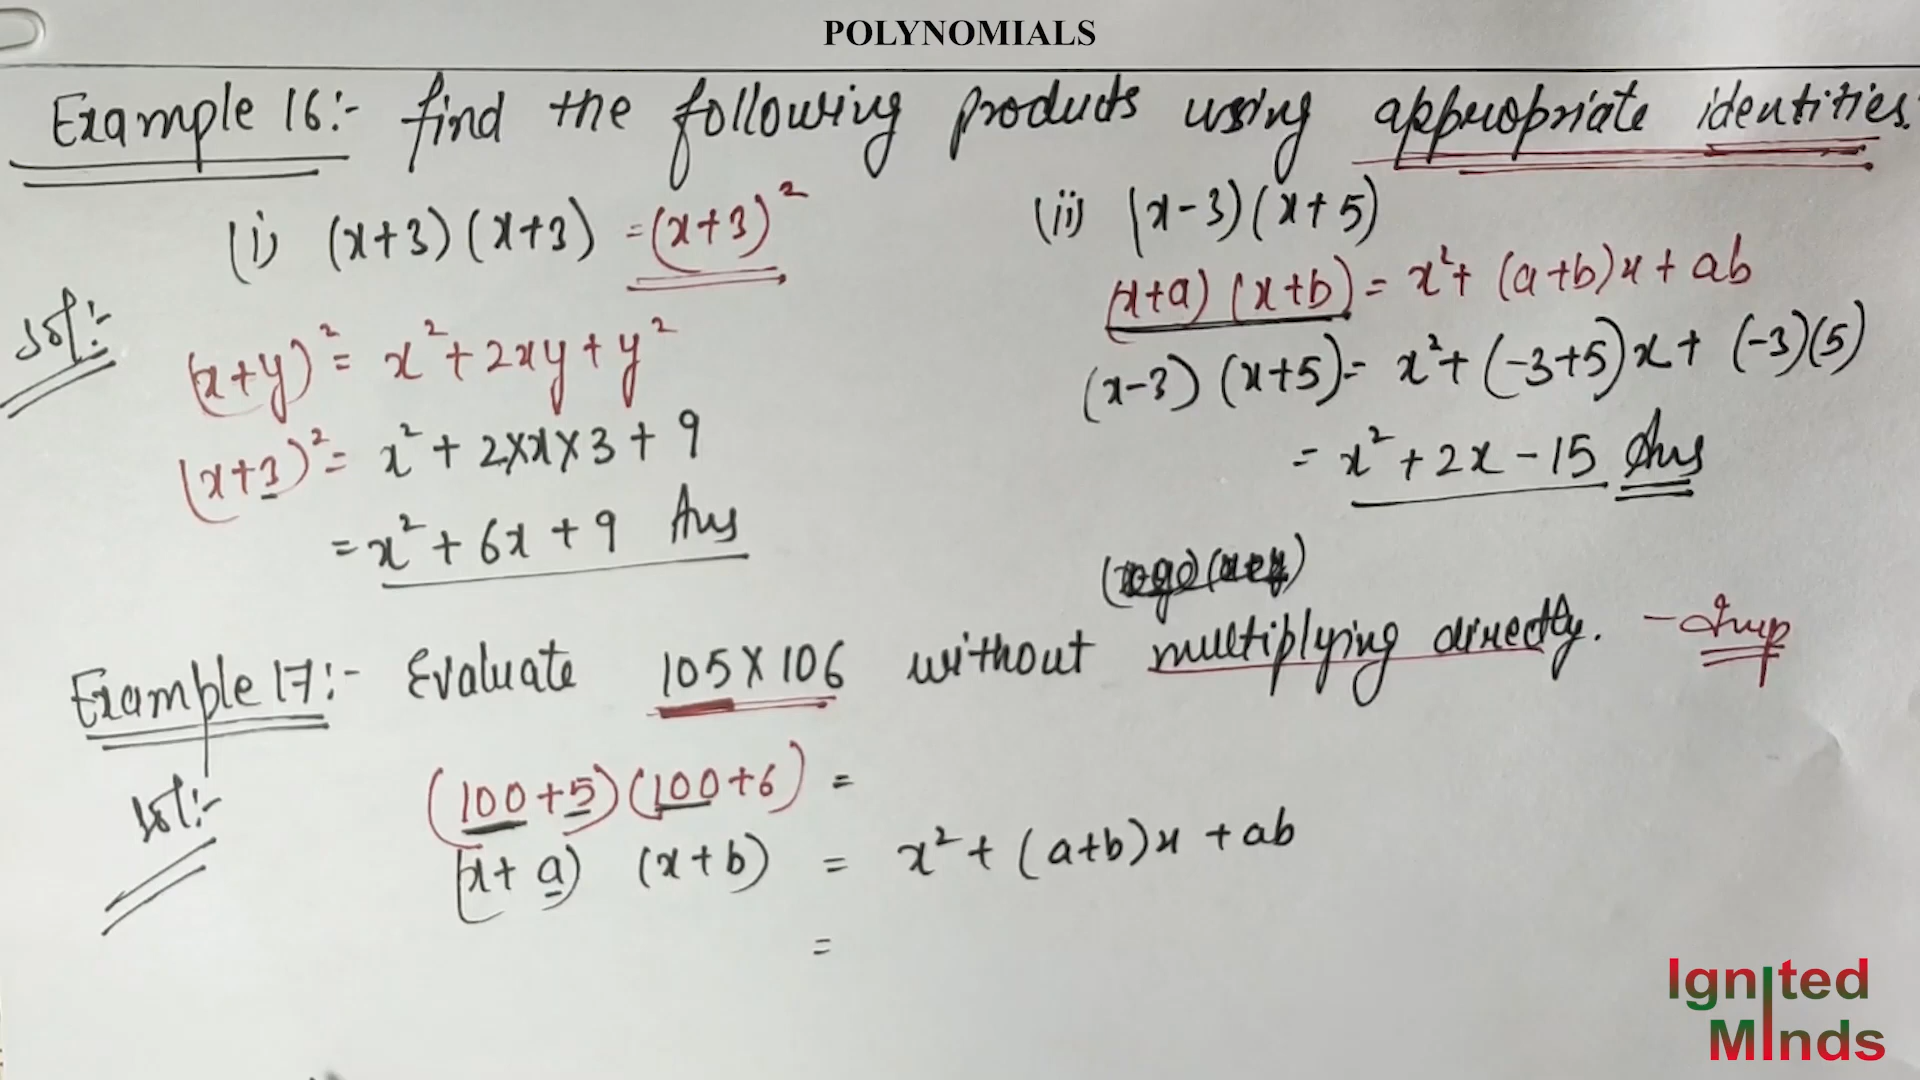 POLYNOMIALS
Example 16:- find the following products using appropriate identities.
(i) (x+3)(x+3) = (x+3)²
(ii) (x-3)(x+5)
Sol:-
(x+y)² = x² + 2xy + y²
(x+3)² = x² + 2×x×3 + 9
= x² + 6x + 9 Ans
(x+a)(x+b) = x² + (a+b)x + ab
(x-3)(x+5) = x² + (-3+5)x + (-3)(5)
= x² + 2x - 15 Ans
Example 17:- Evaluate 105×106 without multiplying directly. - Imp
Sol:-
(100+5)(100+6) =
(x+a) (x+b) = x² + (a+b)x + ab
=
Ignited
Minds